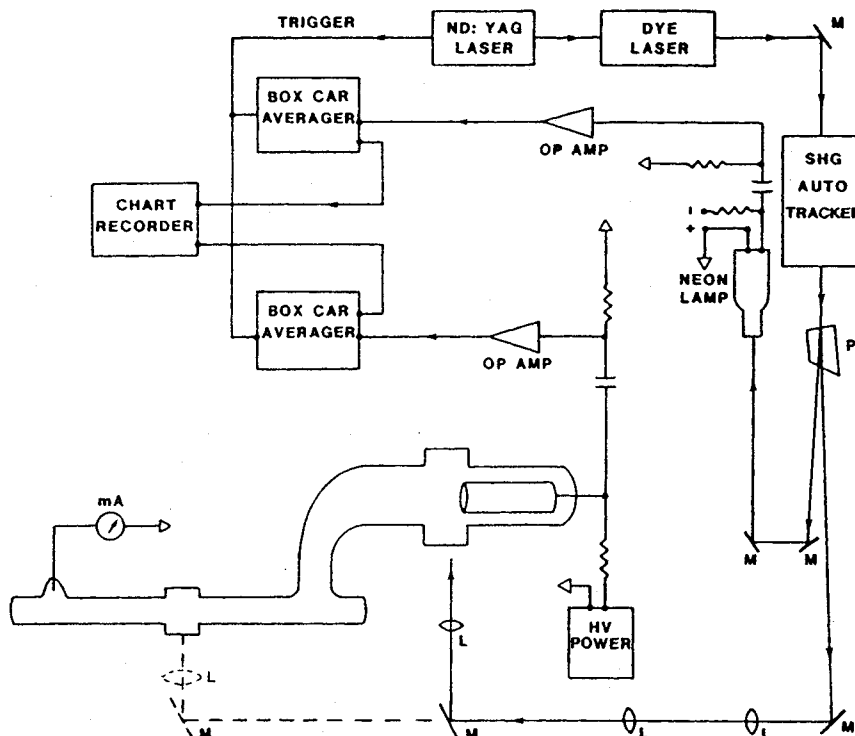 TRIGGER
ND: YAG
LASER
DYE
LASER
M
BOX CAR
AVERAGER
OP AMP
SHG
AUTO
TRACKER
CHART
RECORDER
-
+
NEON
LAMP
P
BOX CAR
AVERAGER
OP AMP
mA
M
M
HV
POWER
L
L
M
M
L
L
M